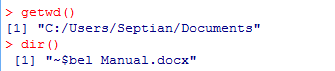 > getwd()
[1] "C:/Users/Septian/Documents"
> dir()
[1] "~$bel Manual.docx"